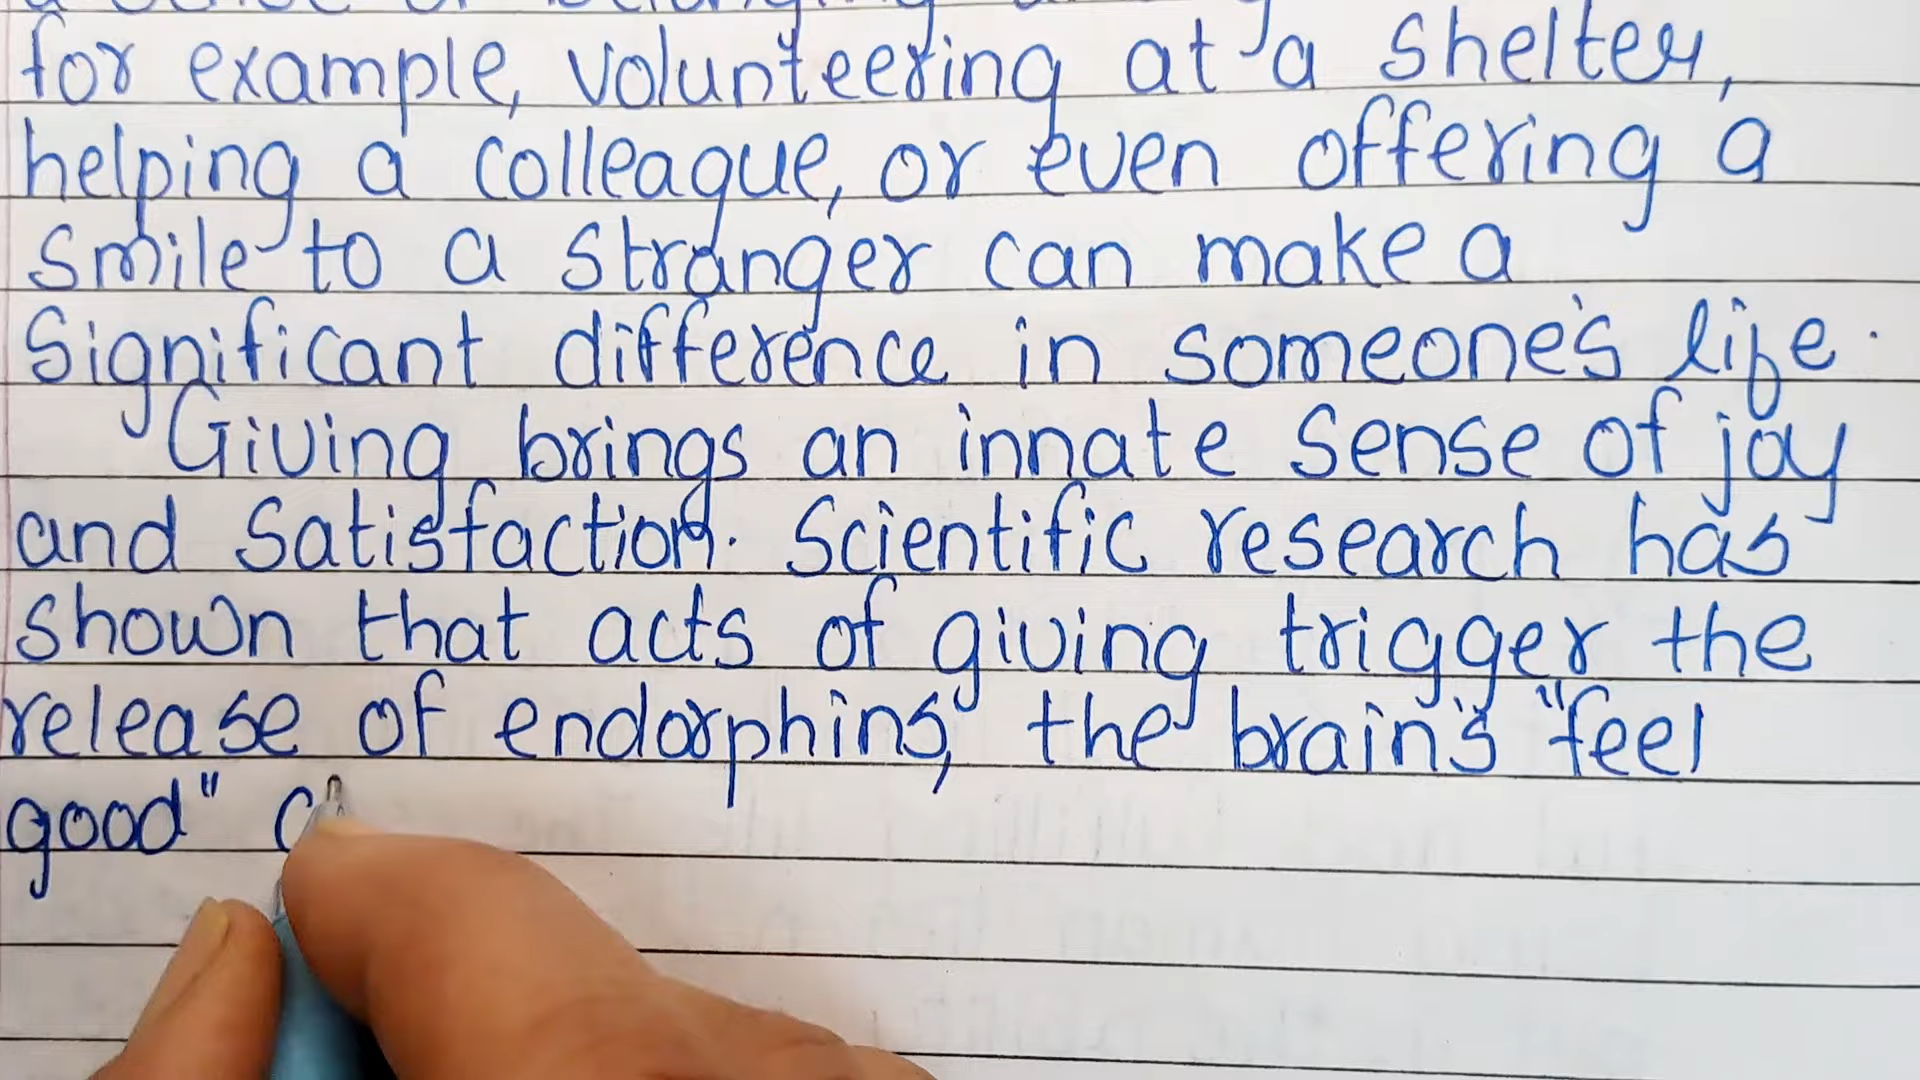 for example, volunteering at a shelter,
helping a colleague, or even offering a
smile to a stranger can make a
significant difference in someone's life.
Giving brings an innate sense of joy
and satisfaction. Scientific research has
shown that acts of giving trigger the
release of endorphins, the brain's "feel
good" c